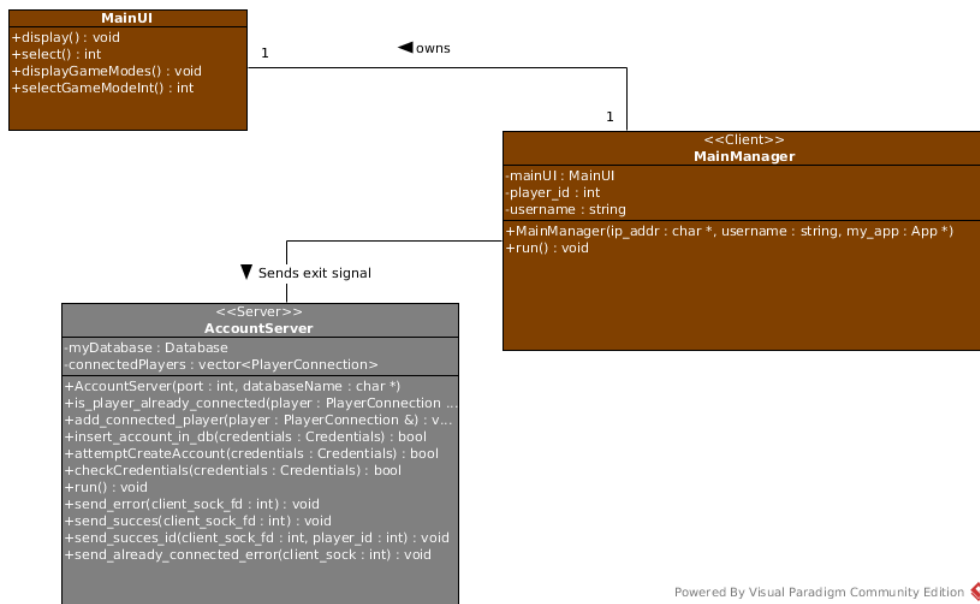 MainUI
+display() : void
+select() : int
+displayGameModes() : void
+selectGameModeInt() : int
1
owns
1
<<Client>>
MainManager
-mainUI : MainUI
-player_id : int
-username : string
+MainManager(ip_addr : char *, username : string, my_app : App *)
+run() : void
Sends exit signal
<<Server>>
AccountServer
-myDatabase : Database
-connectedPlayers : vector<PlayerConnection>
+AccountServer(port : int, databaseName : char *)
+is_player_already_connected(player : PlayerConnection ...
+add_connected_player(player : PlayerConnection &) : v...
+insert_account_in_db(credentials : Credentials) : bool
+attemptCreateAccount(credentials : Credentials) : bool
+checkCredentials(credentials : Credentials) : bool
+run() : void
+send_error(client_sock_fd : int) : void
+send_succes(client_sock_fd : int) : void
+send_succes_id(client_sock_fd : int, player_id : int) : void
+send_already_connected_error(client_sock : int) : void
Powered By Visual Paradigm Community Edition